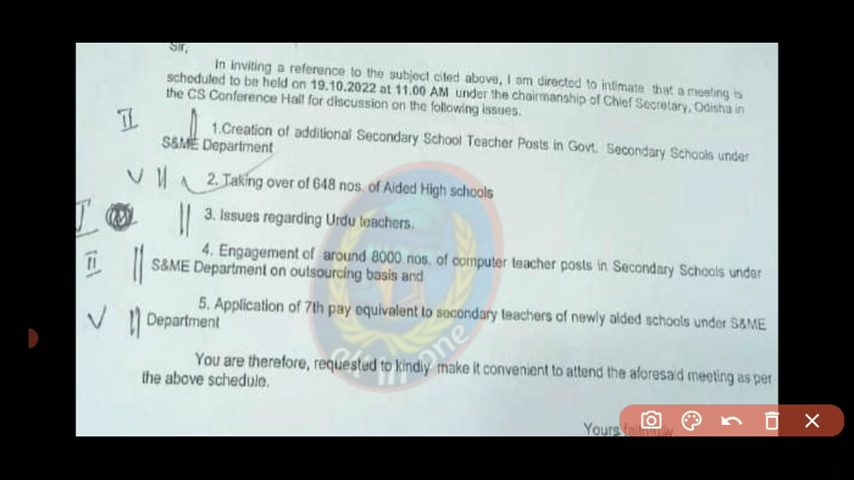 Sir,
In inviting a reference to the subject cited above, I am directed to intimate that a meeting is
scheduled to be held on 19.10.2022 at 11.00 AM under the chairmanship of Chief Secretary, Odisha in
the CS Conference Hall for discussion on the following issues.
II
1.Creation of additional Secondary School Teacher Posts in Govt. Secondary Schools under
S&ME Department
V 2. Taking over of 648 nos. of Aided High schools
I 3. Issues regarding Urdu teachers.
II 4. Engagement of around 8000 nos. of computer teacher posts in Secondary Schools under
S&ME Department on outsourcing basis and
V 5. Application of 7th pay equivalent to secondary teachers of newly aided schools under S&ME
Department
You are therefore, requested to kindly make it convenient to attend the aforesaid meeting as per
the above schedule.
Yours